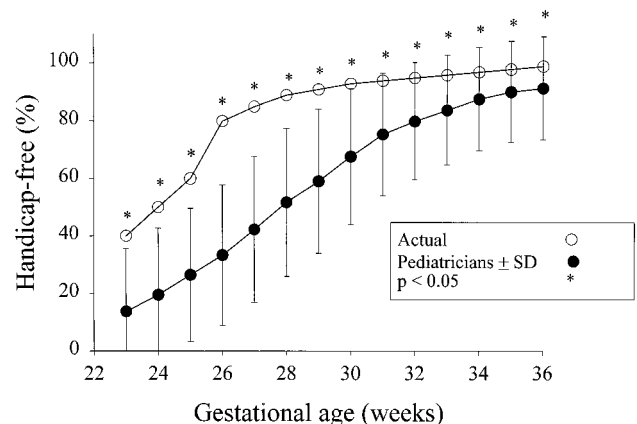 * * * * * * * * * * * * * *
100
80
60
40
20
0
Handicap-free (%)
22 24 26 28 30 32 34 36
Gestational age (weeks)
Actual
Pediatricians ± SD
p < 0.05 *